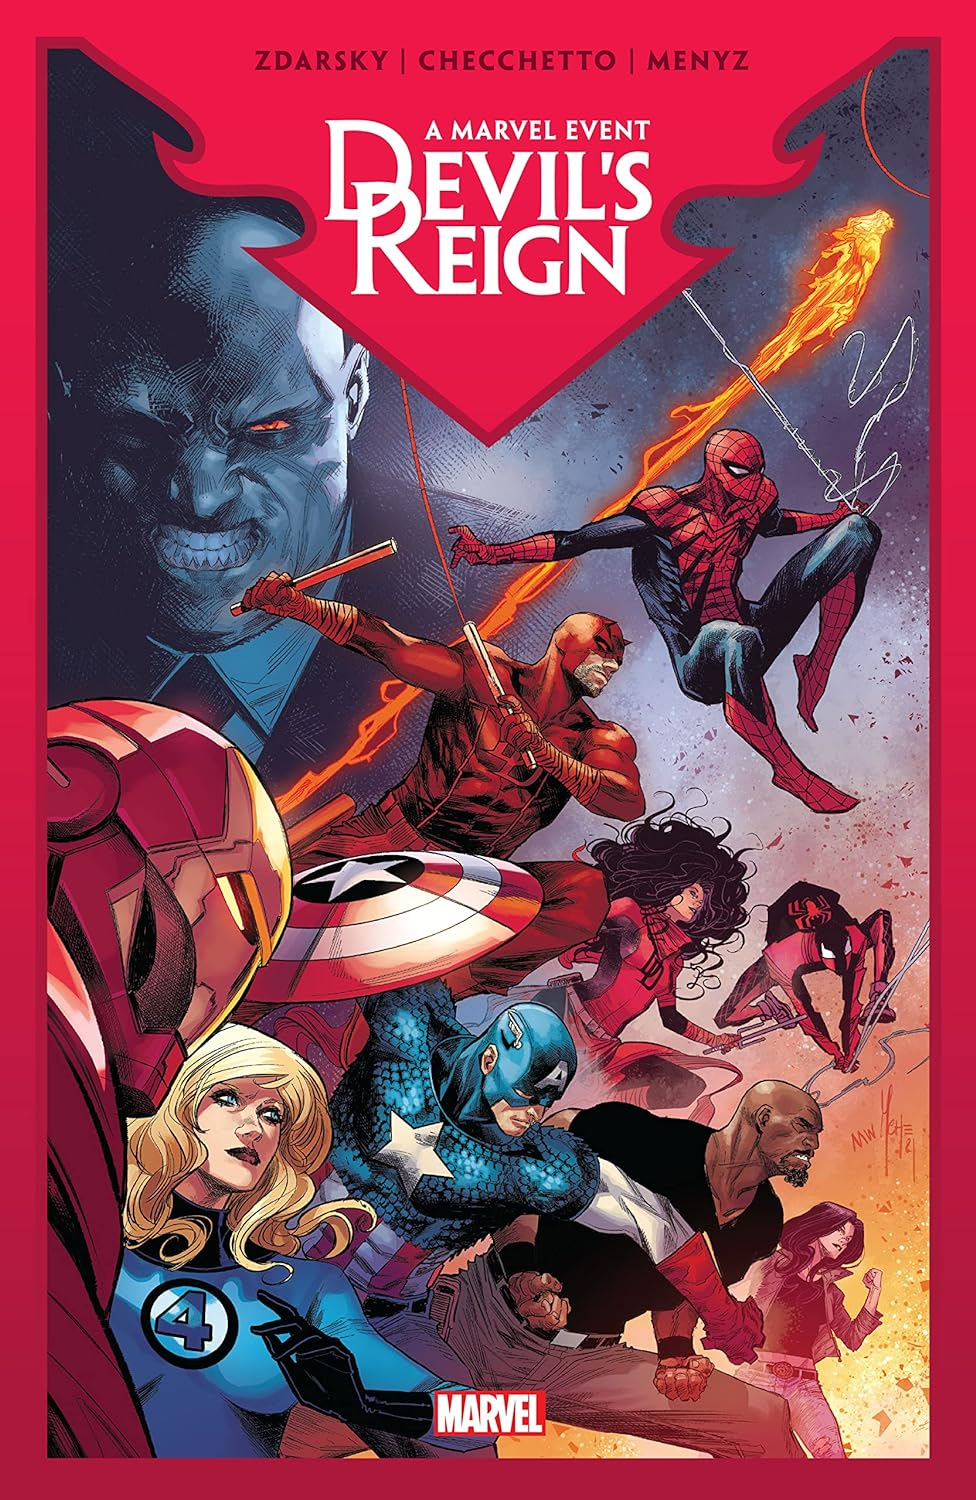 ZDARSKY | CHECCHETTO | MENYZ
A MARVEL EVENT
DEVIL'S
REIGN
4
MARVEL